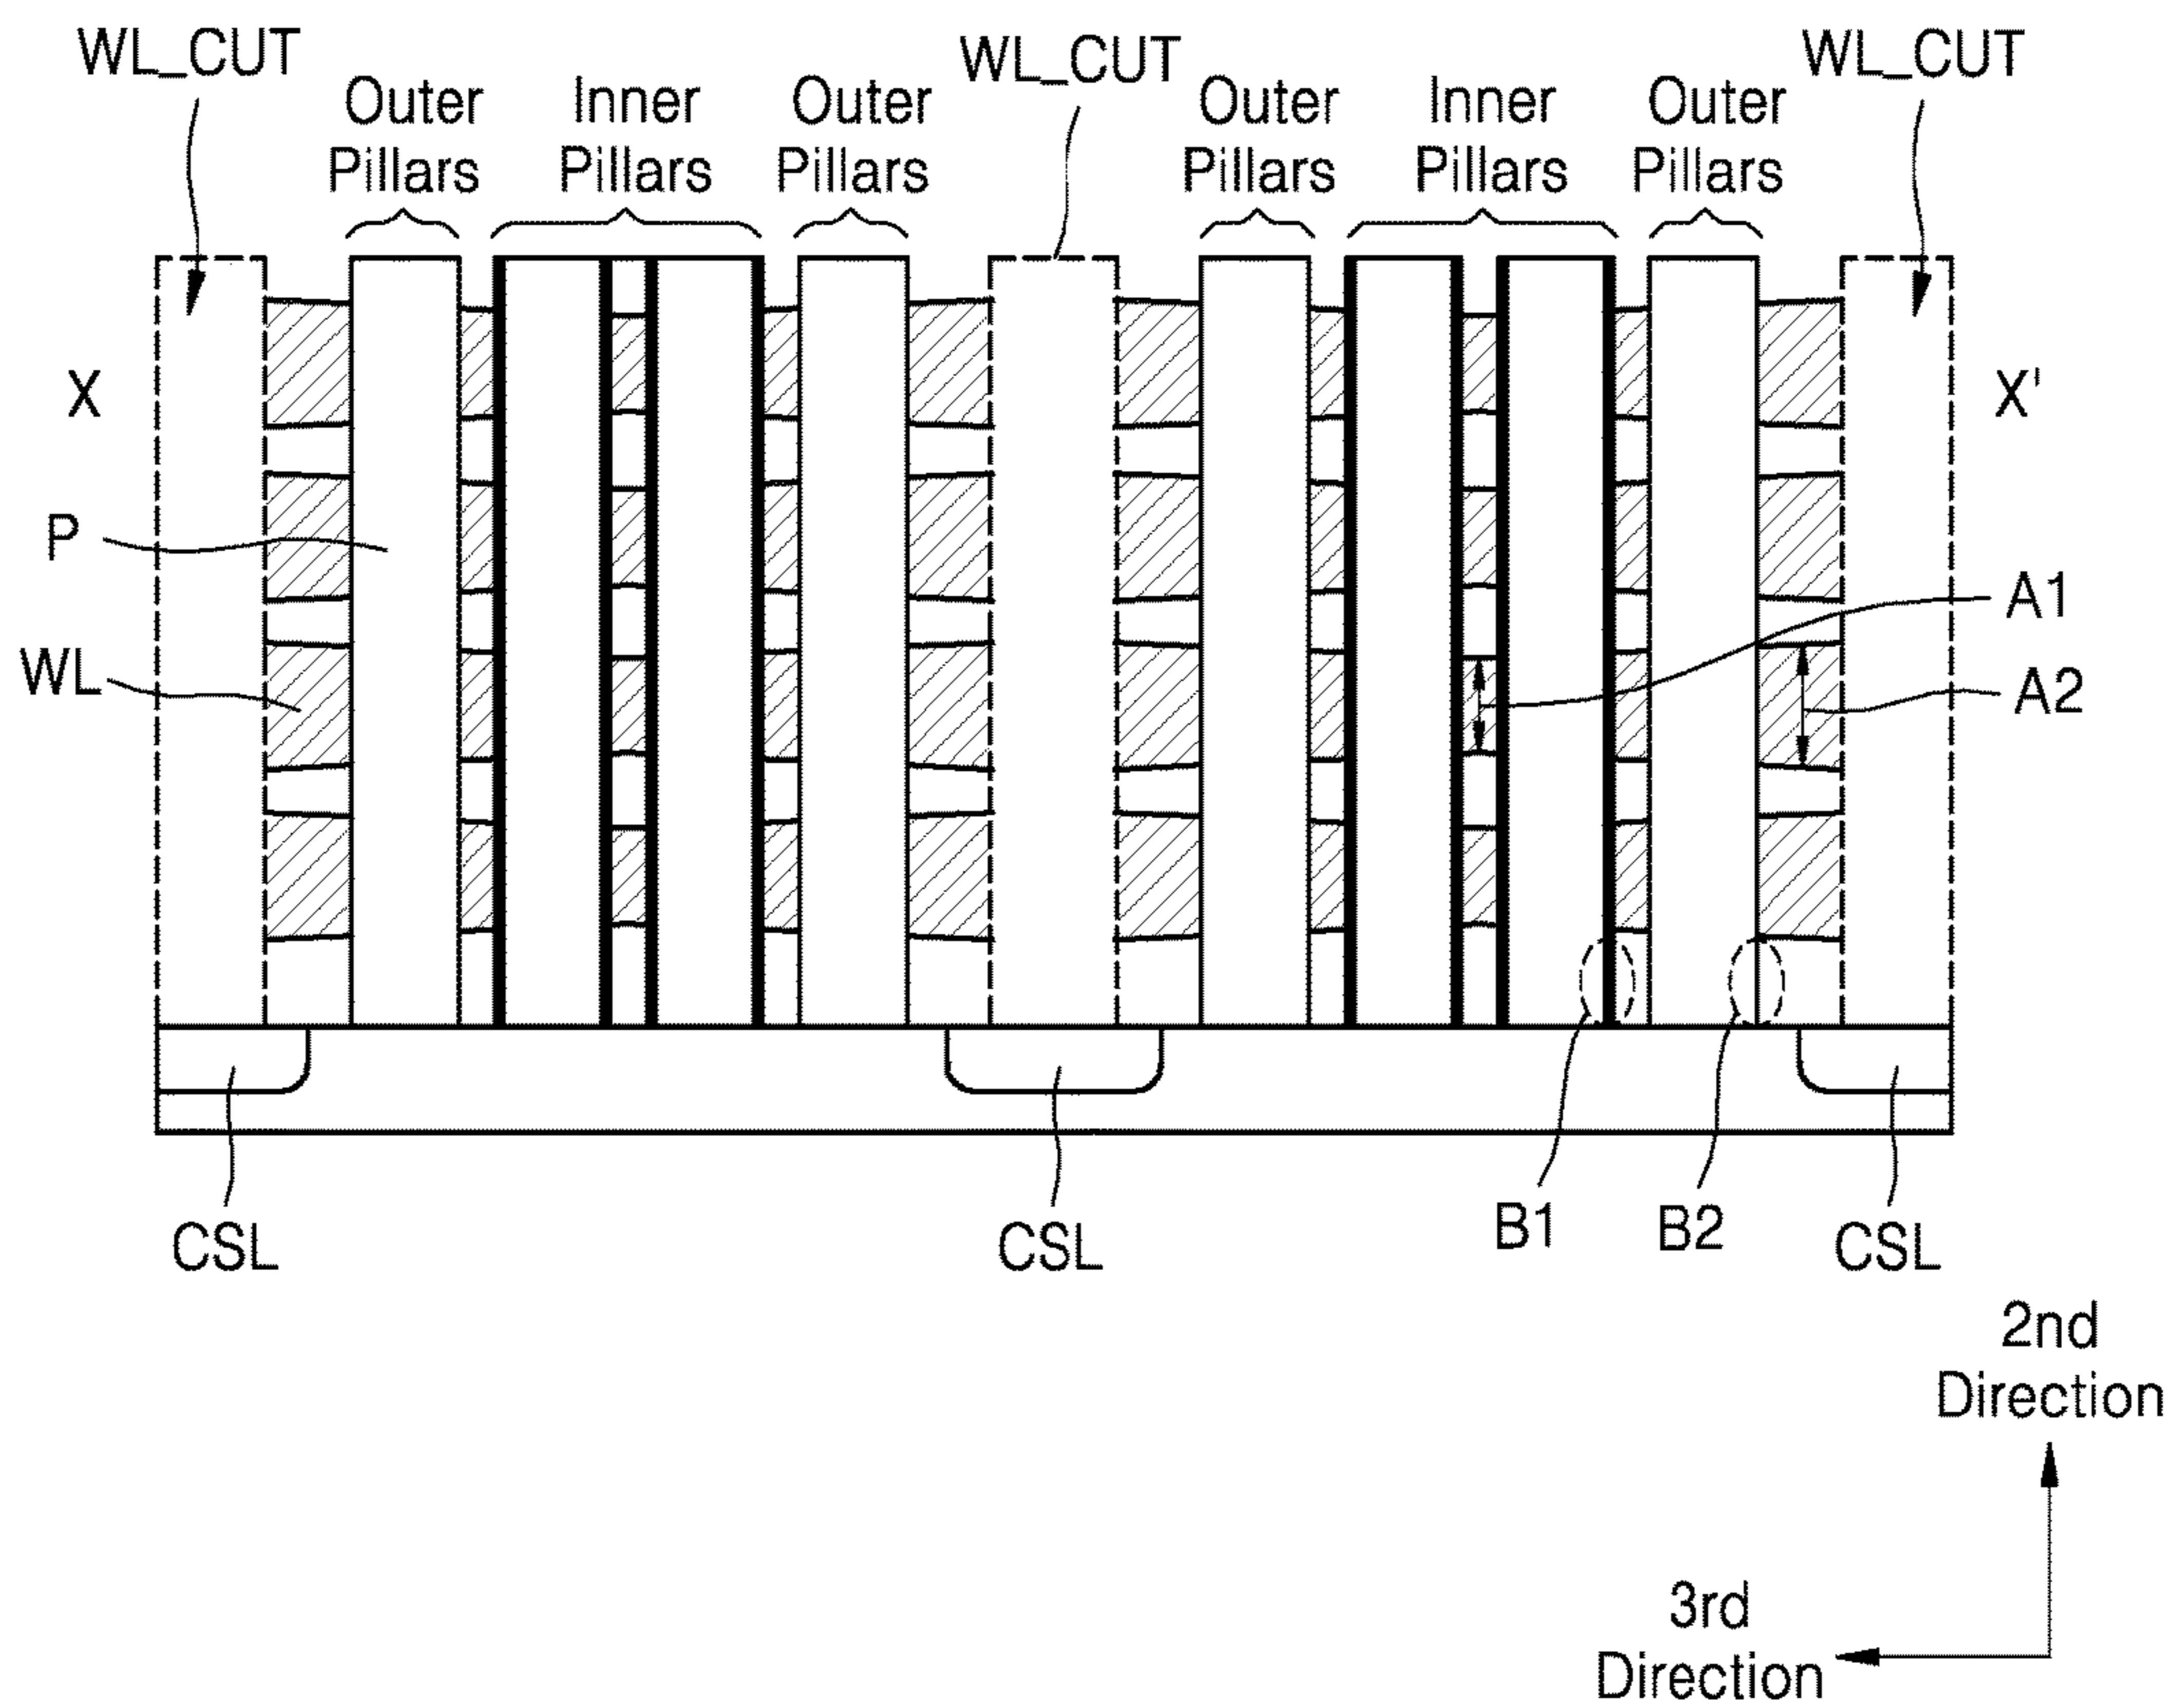 WL_CUT
WL_CUT
WL_CUT
Outer
Pillars
Inner
Pillars
Outer
Pillars
Outer
Pillars
Inner
Pillars
Outer
Pillars
X
X'
P
A1
WL
A2
B1
B2
CSL
CSL
CSL
2nd
Direction
3rd
Direction